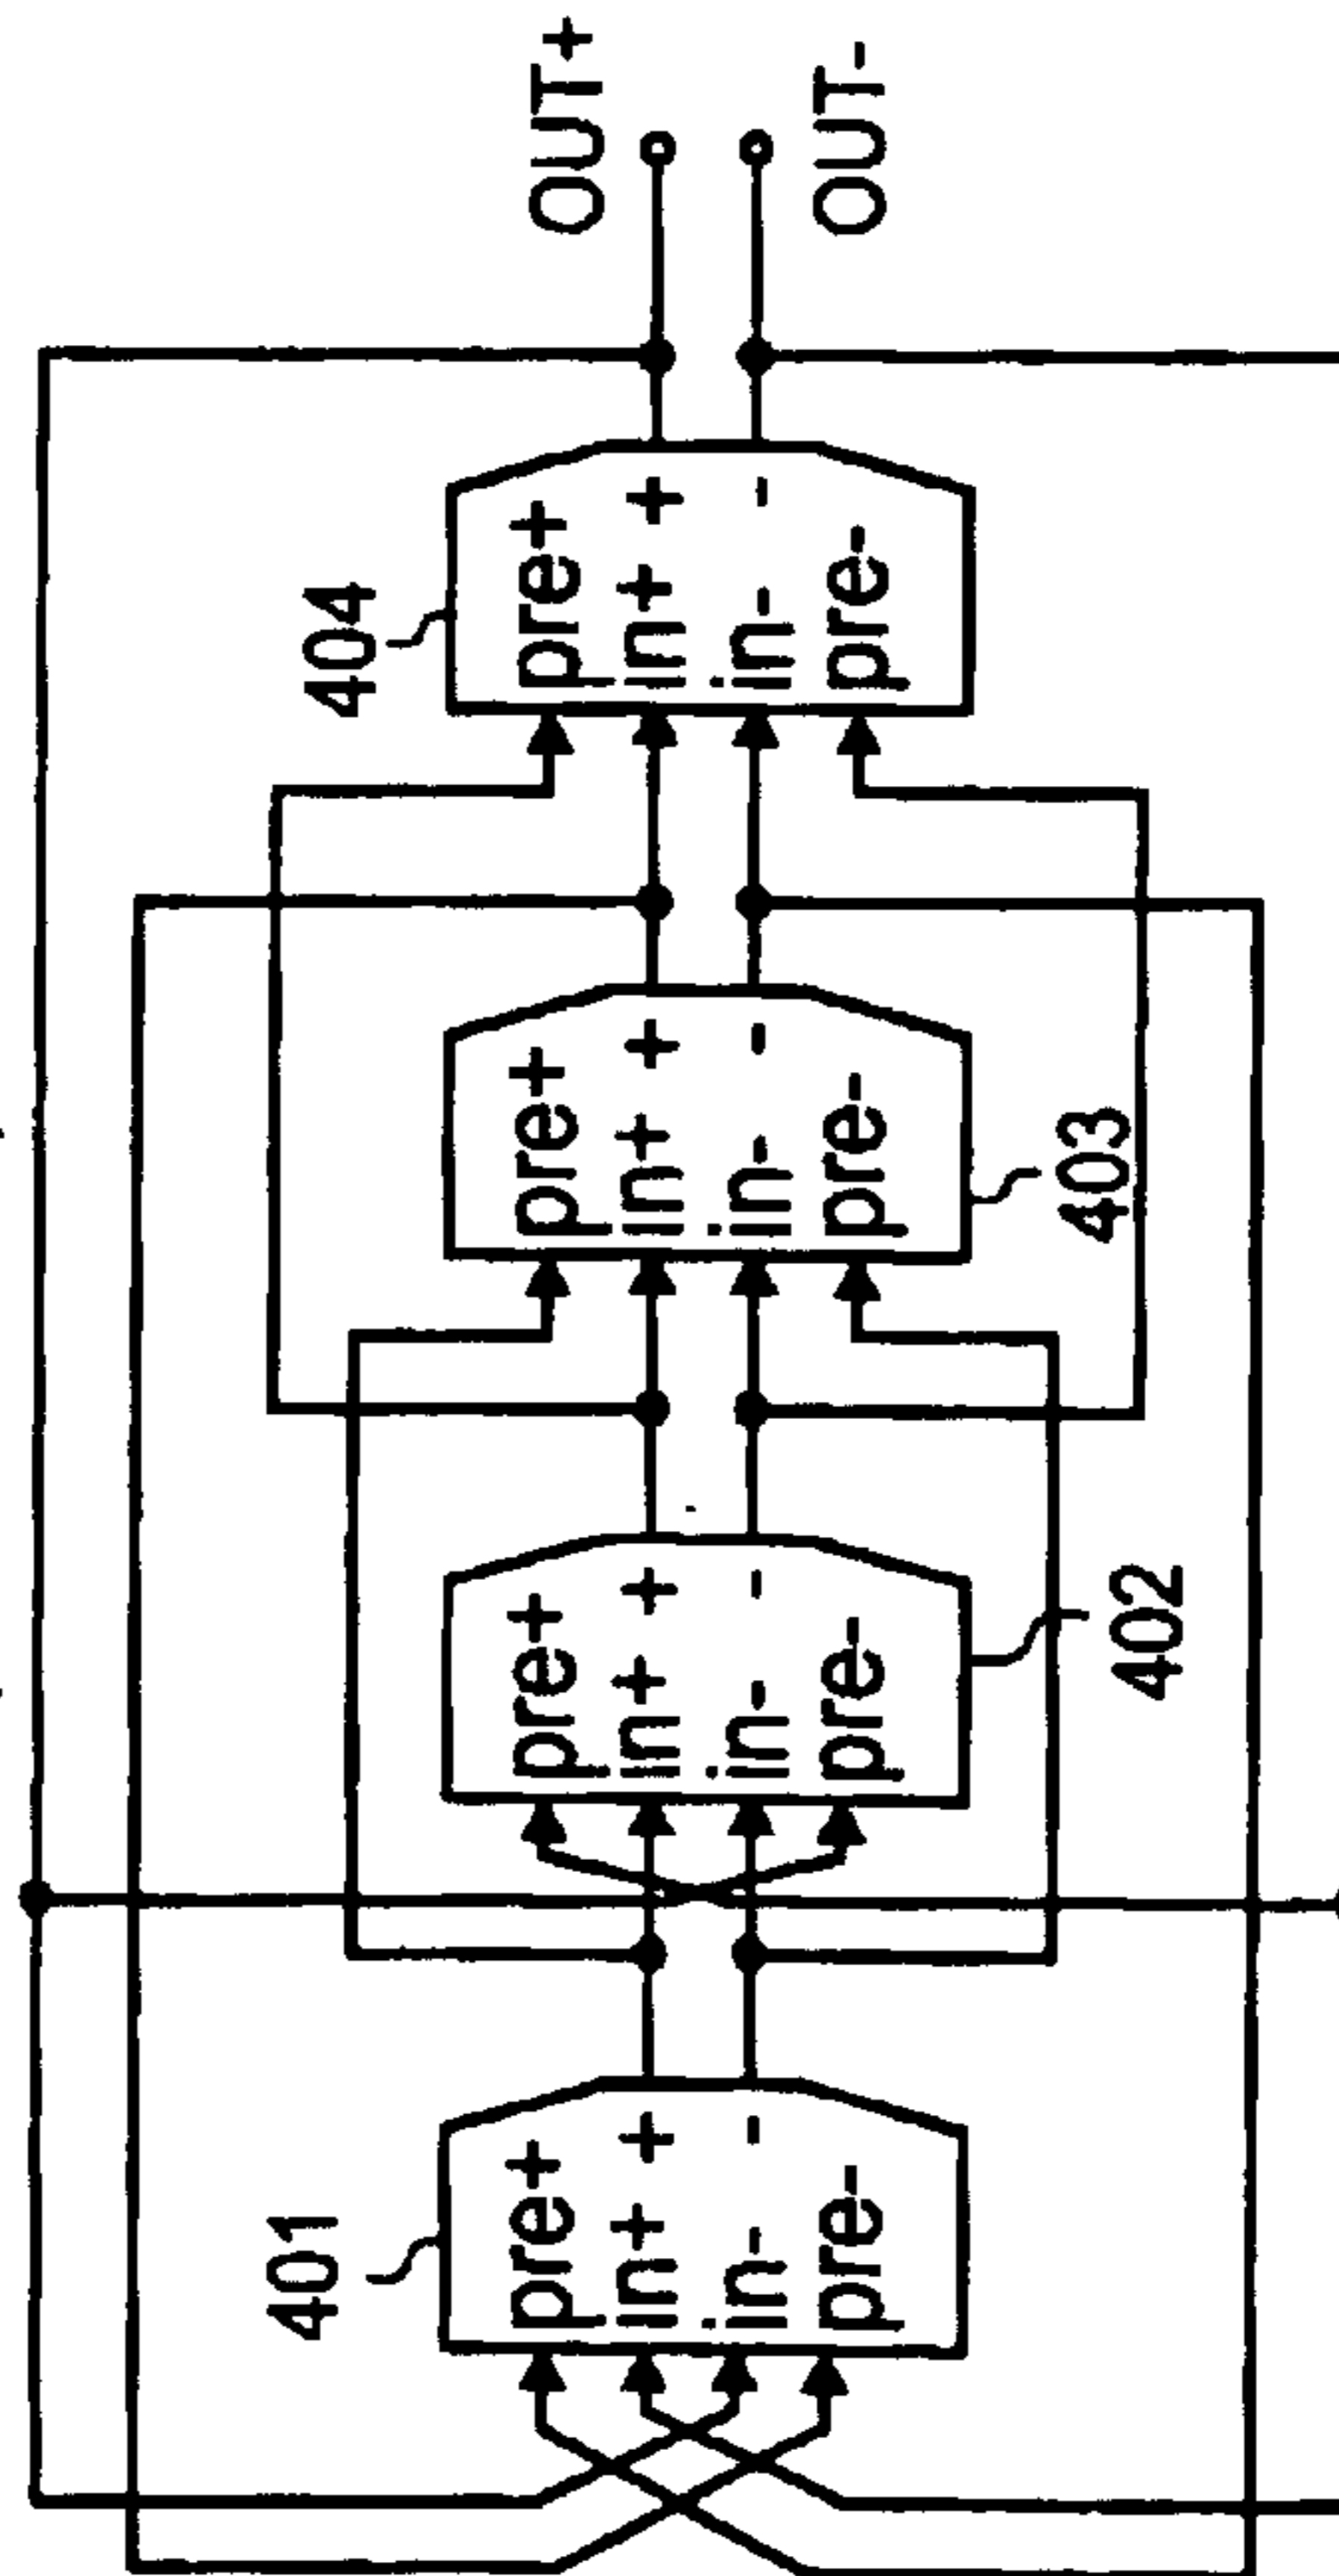 401
pre+
in+ +
in- -
pre-
402
pre+
in+ +
in- -
pre-
403
pre+
in+ +
in- -
pre-
404
pre+
in+ +
in- -
pre-
OUT+
OUT-